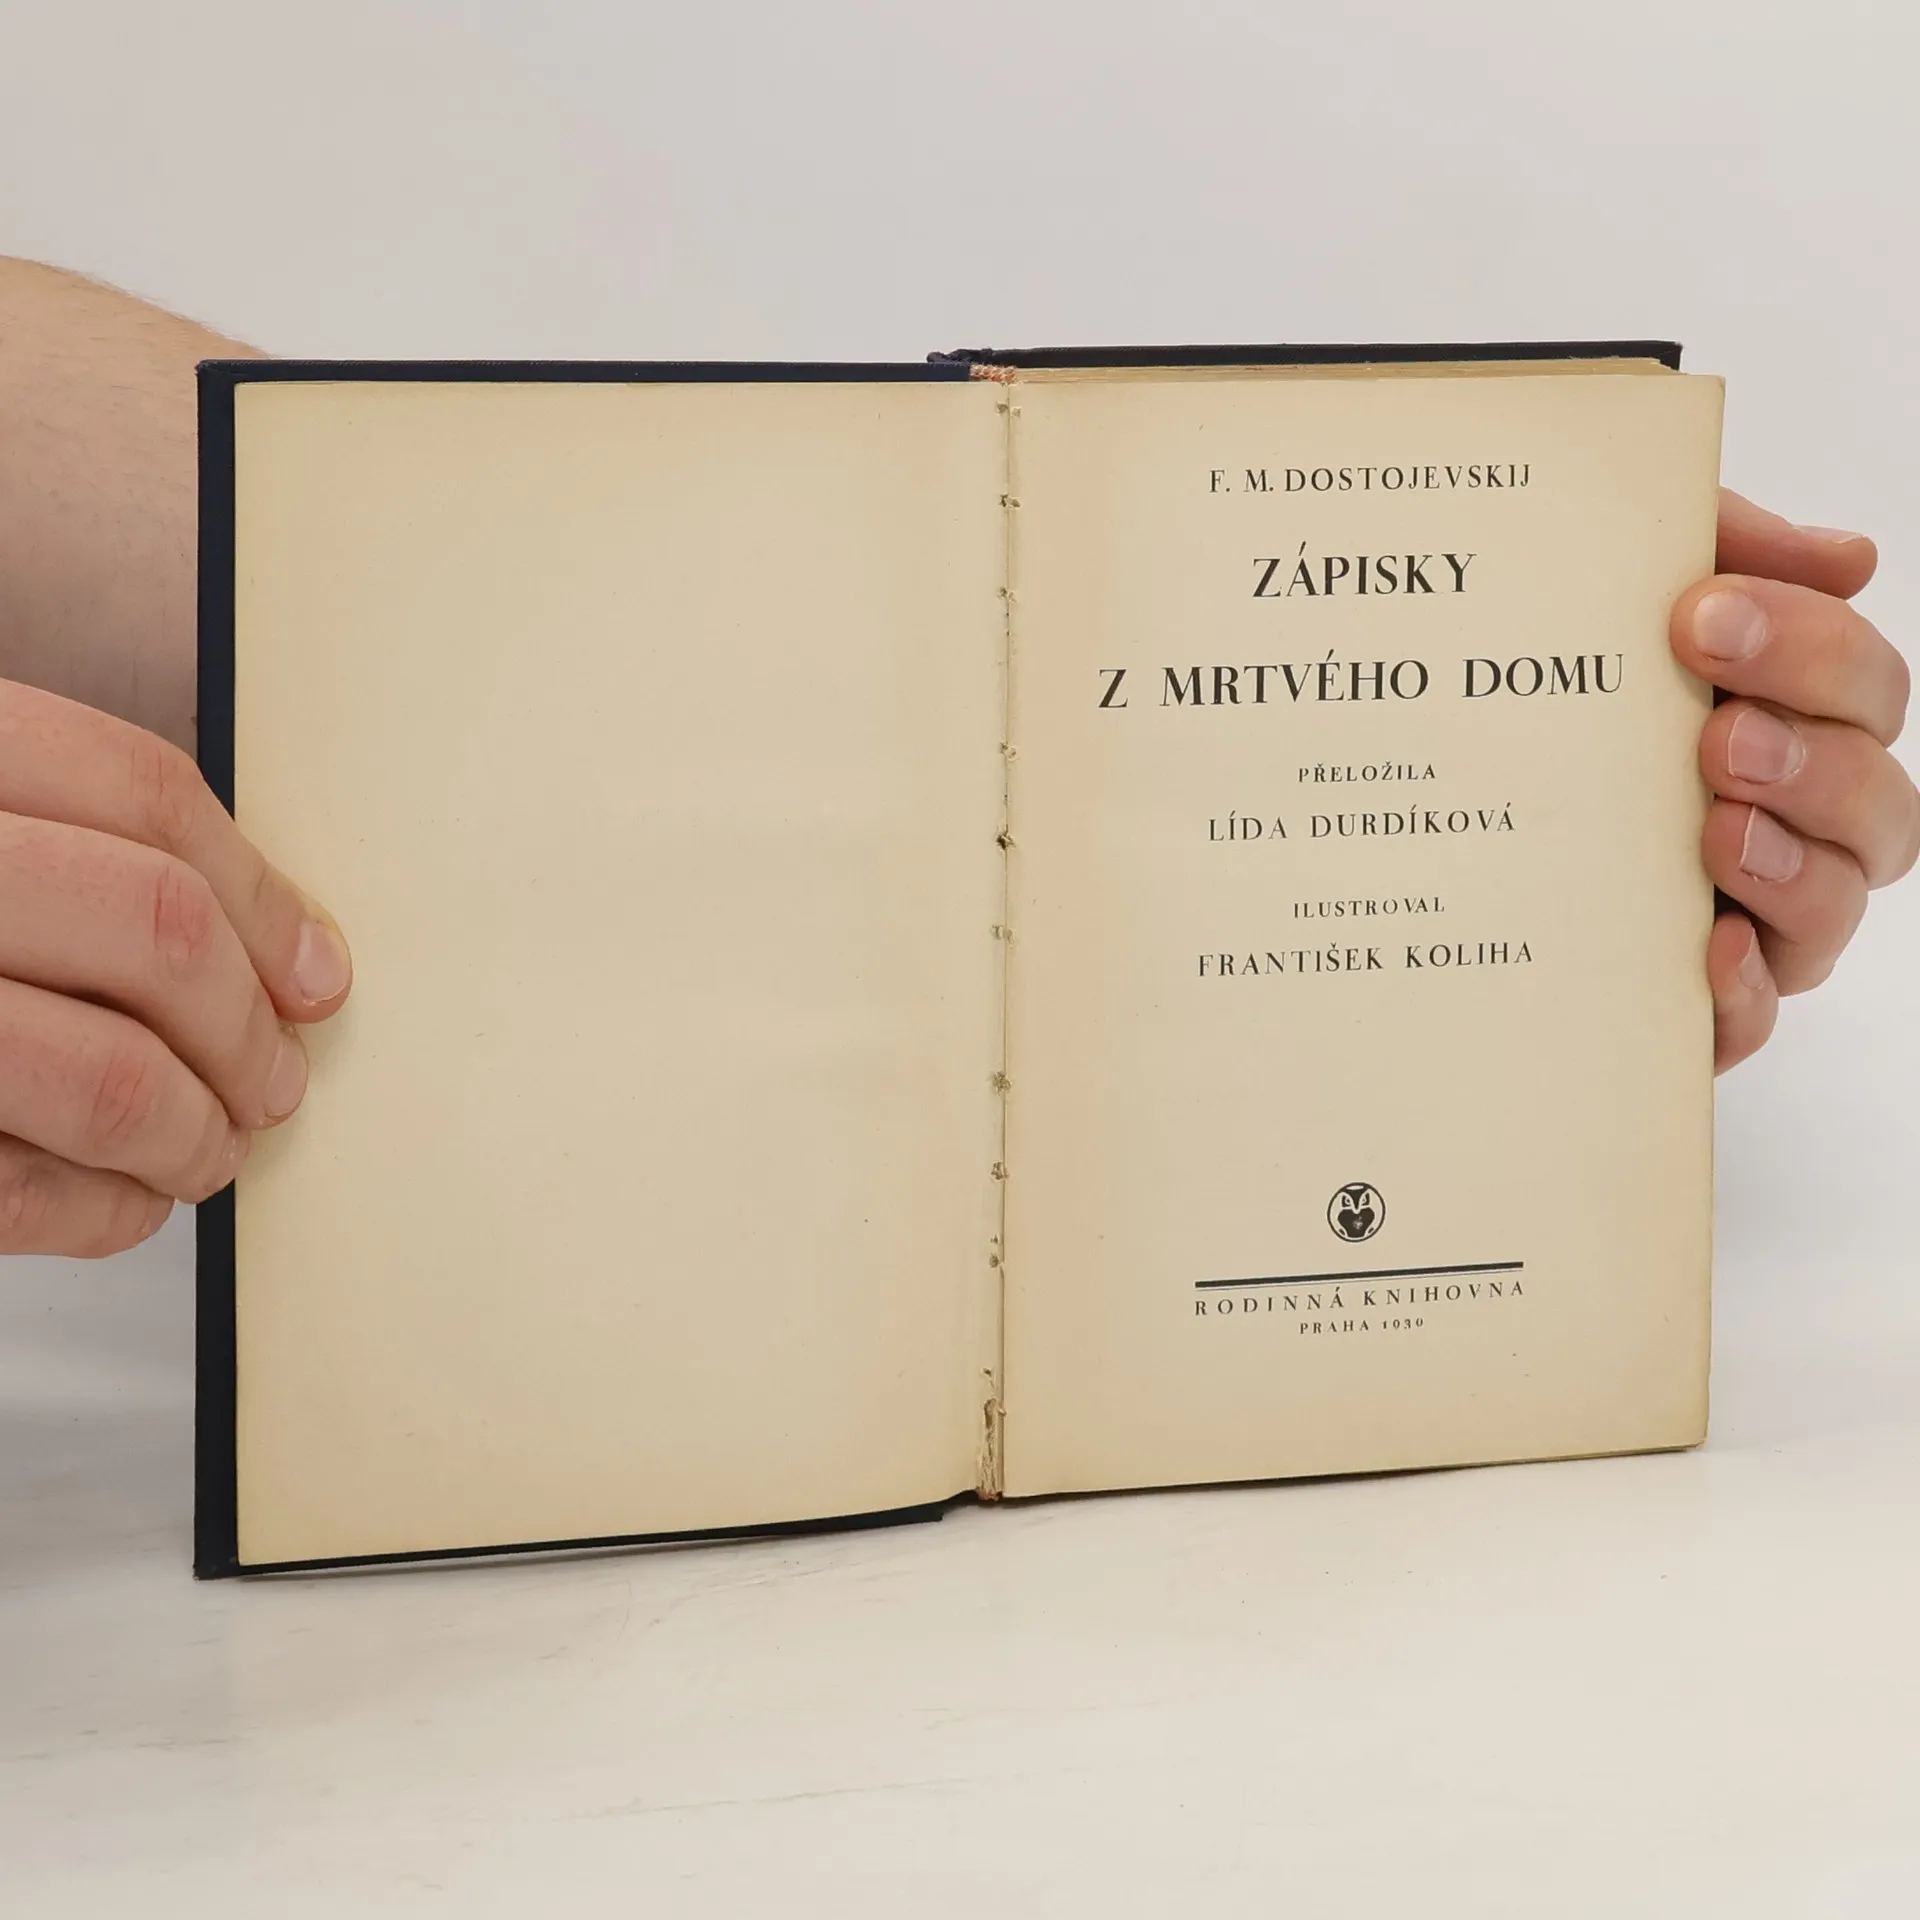 F. M. DOSTOJEVSKIJ
ZÁPISKY
Z MRTVÉHO DOMU
PŘELOŽILA
LÍDA DURDÍKOVÁ
ILUSTROVAL
FRANTIŠEK KOLIHA
RODINNÁ KNIHOVNA
PRAHA 1930